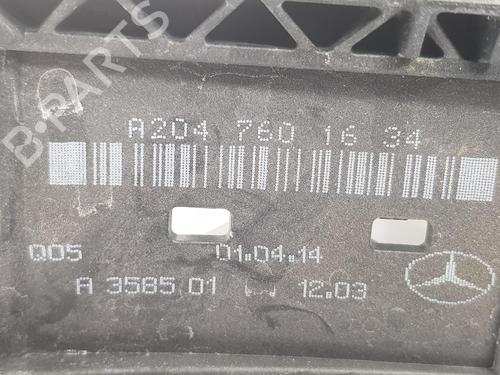 A204 760 16 34
Q05 01.04.14
A 3585 01 12.03
B-PARTS